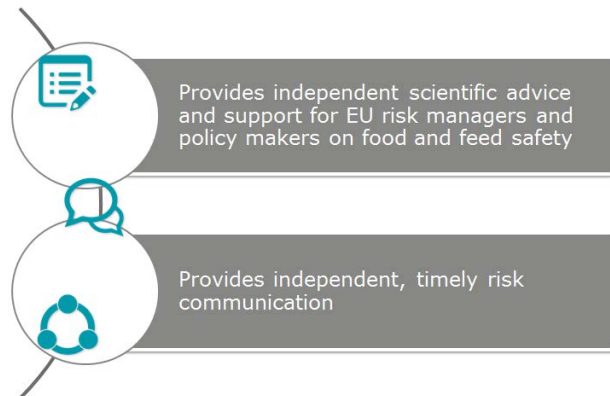 Provides independent scientific advice
and support for EU risk managers and
policy makers on food and feed safety
Provides independent, timely risk
communication